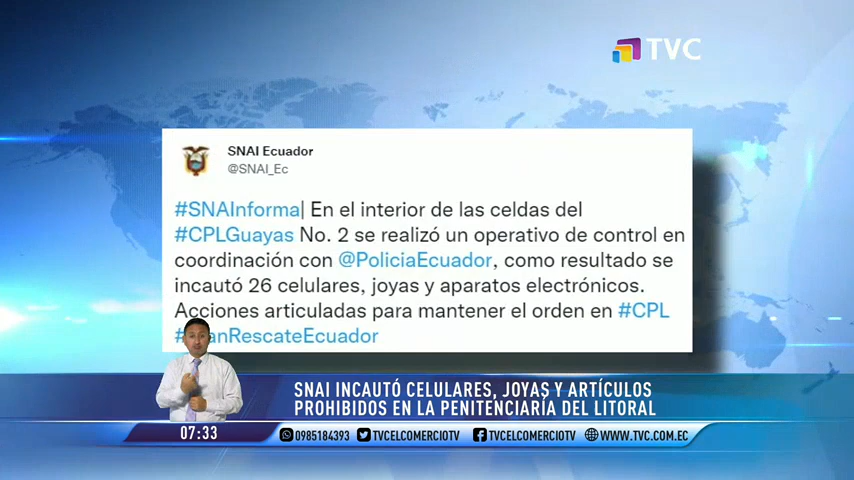 TVC
SNAI Ecuador
@SNAI_Ec
#SNAInforma| En el interior de las celdas del
#CPLGuayas No. 2 se realizó un operativo de control en
coordinación con @PoliciaEcuador, como resultado se
incautó 26 celulares, joyas y aparatos electrónicos.
Acciones articuladas para mantener el orden en #CPL
anRescateEcuador
SNAI INCAUTÓ CELULARES, JOYAS Y ARTÍCULOS
PROHIBIDOS EN LA PENITENCIARÍA DEL LITORAL
07:33 0985184393 TVCELCOMERCIOTV TVCELCOMERCIOTV WWW.TVC.COM.EC